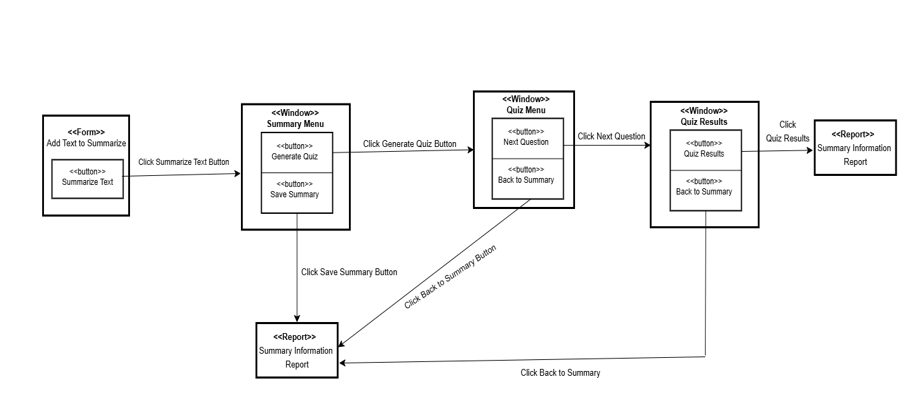 <<Form>>
Add Text to Summarize
<<button>>
Summarize Text
Click Summarize Text Button
<<Window>>
Summary Menu
<<button>>
Generate Quiz
<<button>>
Save Summary
Click Generate Quiz Button
<<Window>>
Quiz Menu
<<button>>
Next Question
<<button>>
Back to Summary
Click Next Question
<<Window>>
Quiz Results
<<button>>
Quiz Results
<<button>>
Back to Summary
Click
Quiz Results
<<Report>>
Summary Information
Report
Click Save Summary Button
Click Back to Summary Button
<<Report>>
Summary Information
Report
Click Back to Summary